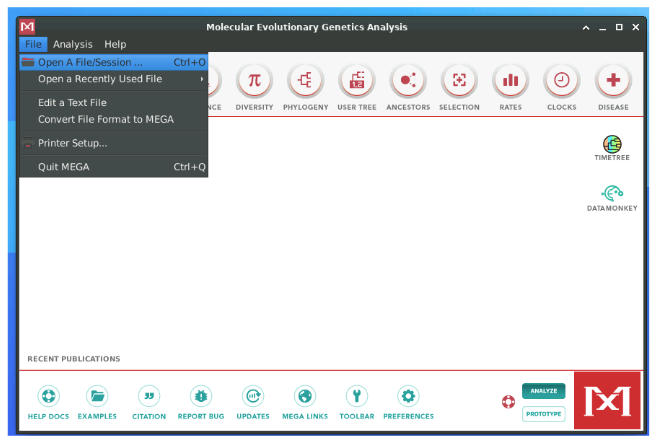 Molecular Evolutionary Genetics Analysis
File Analysis Help
Open A File/Session ... Ctrl+O
Open a Recently Used File
Edit a Text File
Convert File Format to MEGA
Printer Setup...
Quit MEGA Ctrl+Q
NCE DIVERSITY PHYLOGENY USER TREE ANCESTORS SELECTION RATES CLOCKS DISEASE
TIMETREE
DATAMONKEY
RECENT PUBLICATIONS
HELP DOCS EXAMPLES CITATION REPORT BUG UPDATES MEGA LINKS TOOLBAR PREFERENCES
ANALYZE
PROTOTYPE